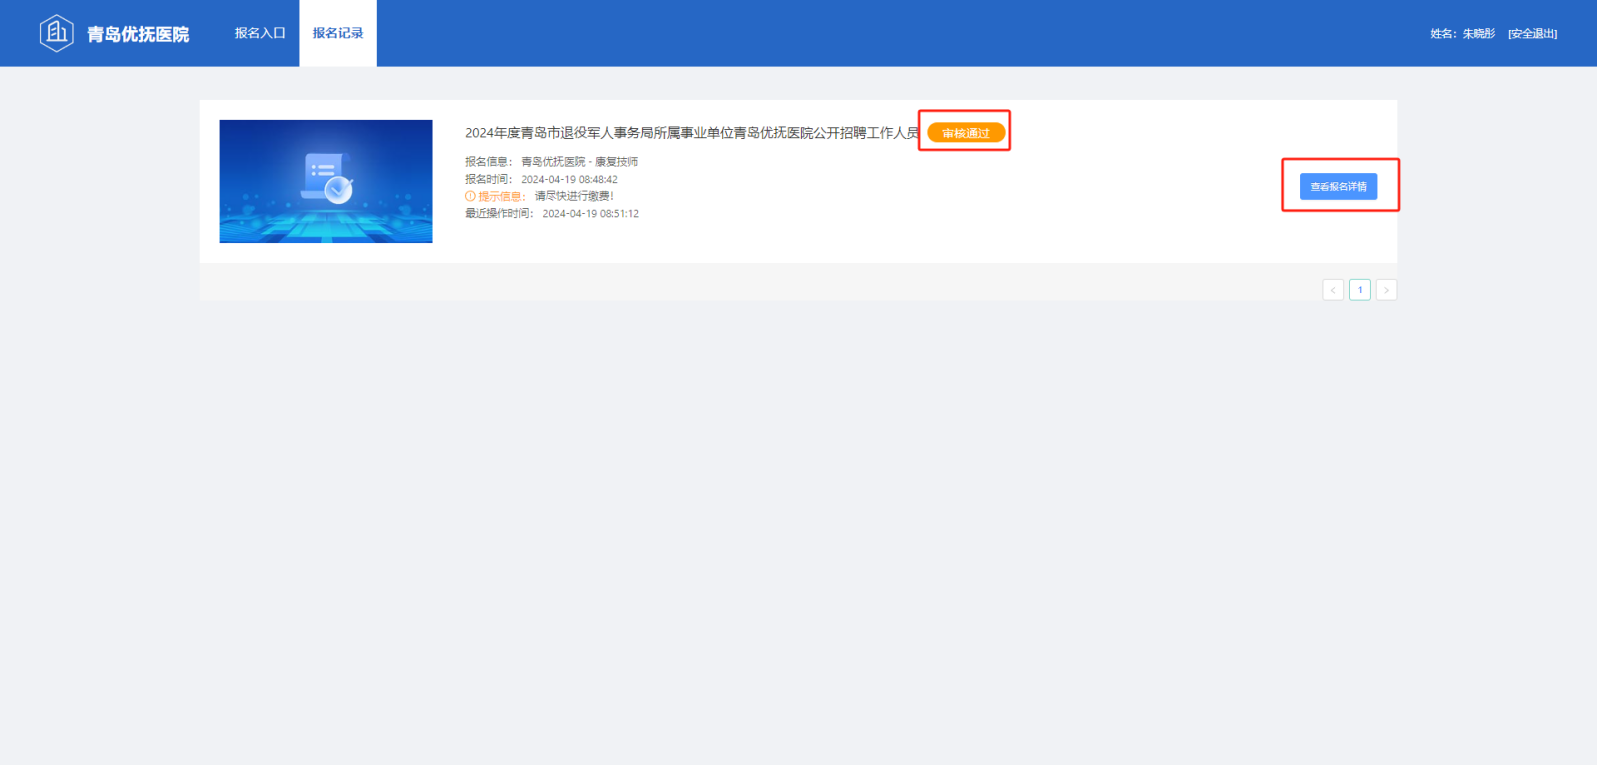 青岛优抚医院
报名入口
报名记录
姓名：朱晓彤 [安全退出]
2024年度青岛市退役军人事务局所属事业单位青岛优抚医院公开招聘工作人员 审核通过
报名信息： 青岛优抚医院 - 康复技师
报名时间： 2024-04-19 08:48:42
提示信息： 请尽快进行缴费！
最近操作时间： 2024-04-19 08:51:12
查看报名详情
< 1 >